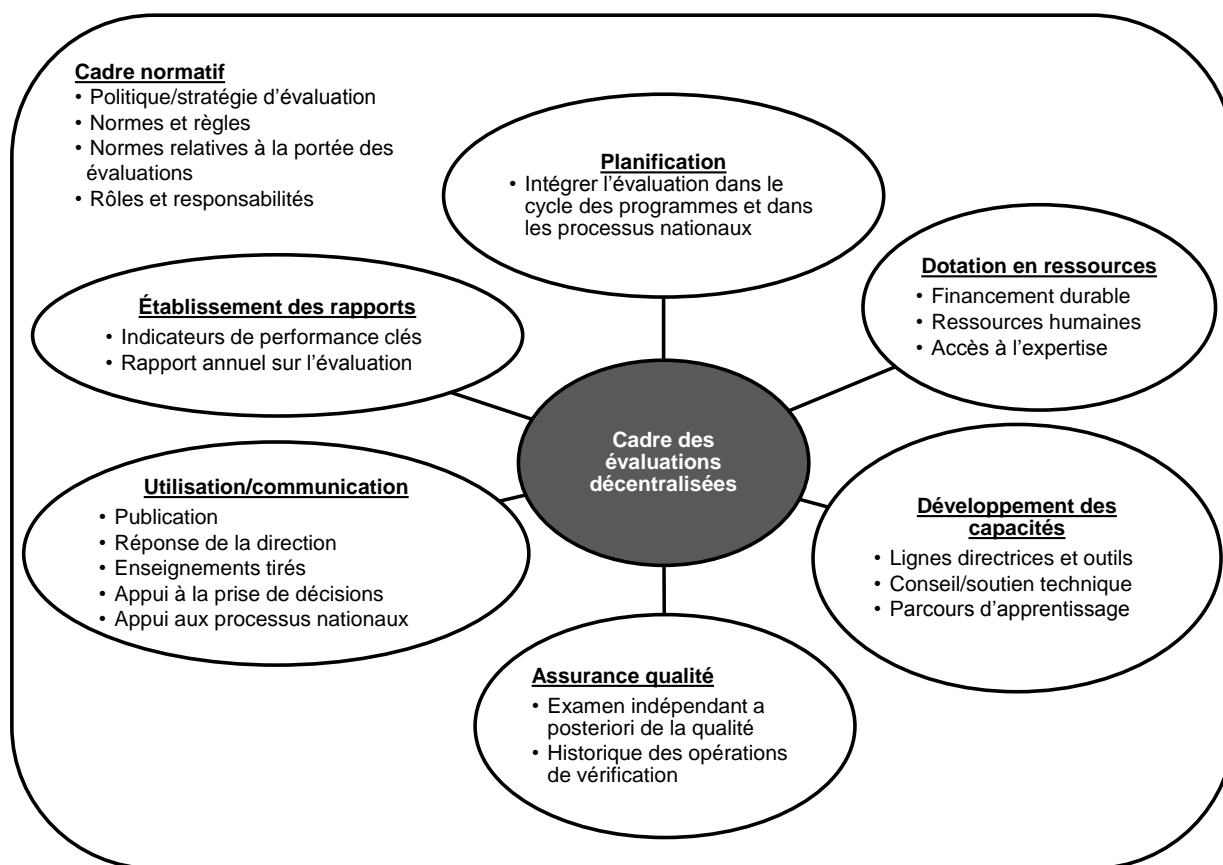 Cadre normatif
• Politique/stratégie d’évaluation
• Normes et règles
• Normes relatives à la portée des
évaluations
• Rôles et responsabilités
Planification
• Intégrer l’évaluation dans le
cycle des programmes et dans
les processus nationaux
Dotation en ressources
• Financement durable
• Ressources humaines
• Accès à l’expertise
Établissement des rapports
• Indicateurs de performance clés
• Rapport annuel sur l’évaluation
Cadre des
évaluations
décentralisées
Utilisation/communication
• Publication
• Réponse de la direction
• Enseignements tirés
• Appui à la prise de décisions
• Appui aux processus nationaux
Développement des
capacités
• Lignes directrices et outils
• Conseil/soutien technique
• Parcours d’apprentissage
Assurance qualité
• Examen indépendant a
posteriori de la qualité
• Historique des opérations
de vérification